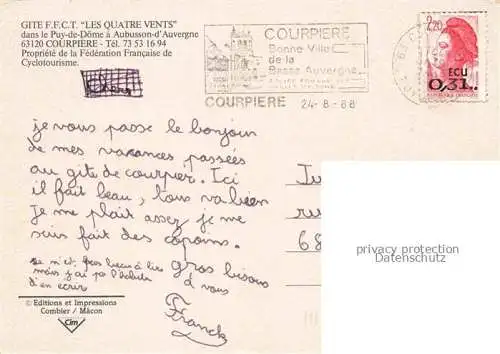 GITE F.F.C.T. "LES QUATRE VENTS"
dans le Puy-de-Dôme à Aubusson-d'Auvergne
63120 COURPIÈRE - Tél. 73 53 16 94
Propriété de la Fédération Française de
Cyclotourisme.
COURPIERE
Bonne Ville
de la
Basse Auvergne
COURPIERE 24-8-88
2,20
ECU
0,31
je vous passe le bonjour
de mes vacances passées
au gite de courpier. Ici
il fait beau, tous va bien
Je me plait assez, je me
suis fait des copains.
gros bisous
à vous
Franck
68
privacy protection
Datenschutz
© Editions et Impressions
Combier / Mâcon
Cim